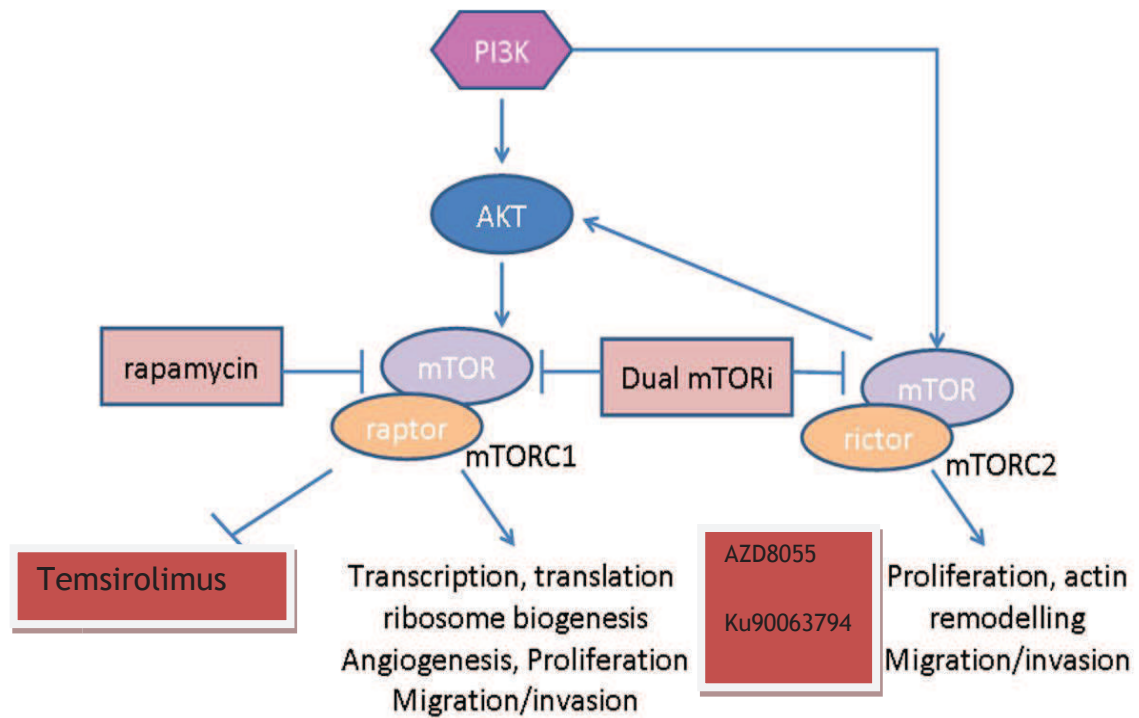 PI3K
AKT
rapamycin
mTOR
raptor
mTORC1
Dual mTORi
mTOR
rictor
mTORC2
Temsirolimus
Transcription, translation
ribosome biogenesis
Angiogenesis, Proliferation
Migration/invasion
AZD8055
Ku90063794
Proliferation, actin
remodelling
Migration/invasion